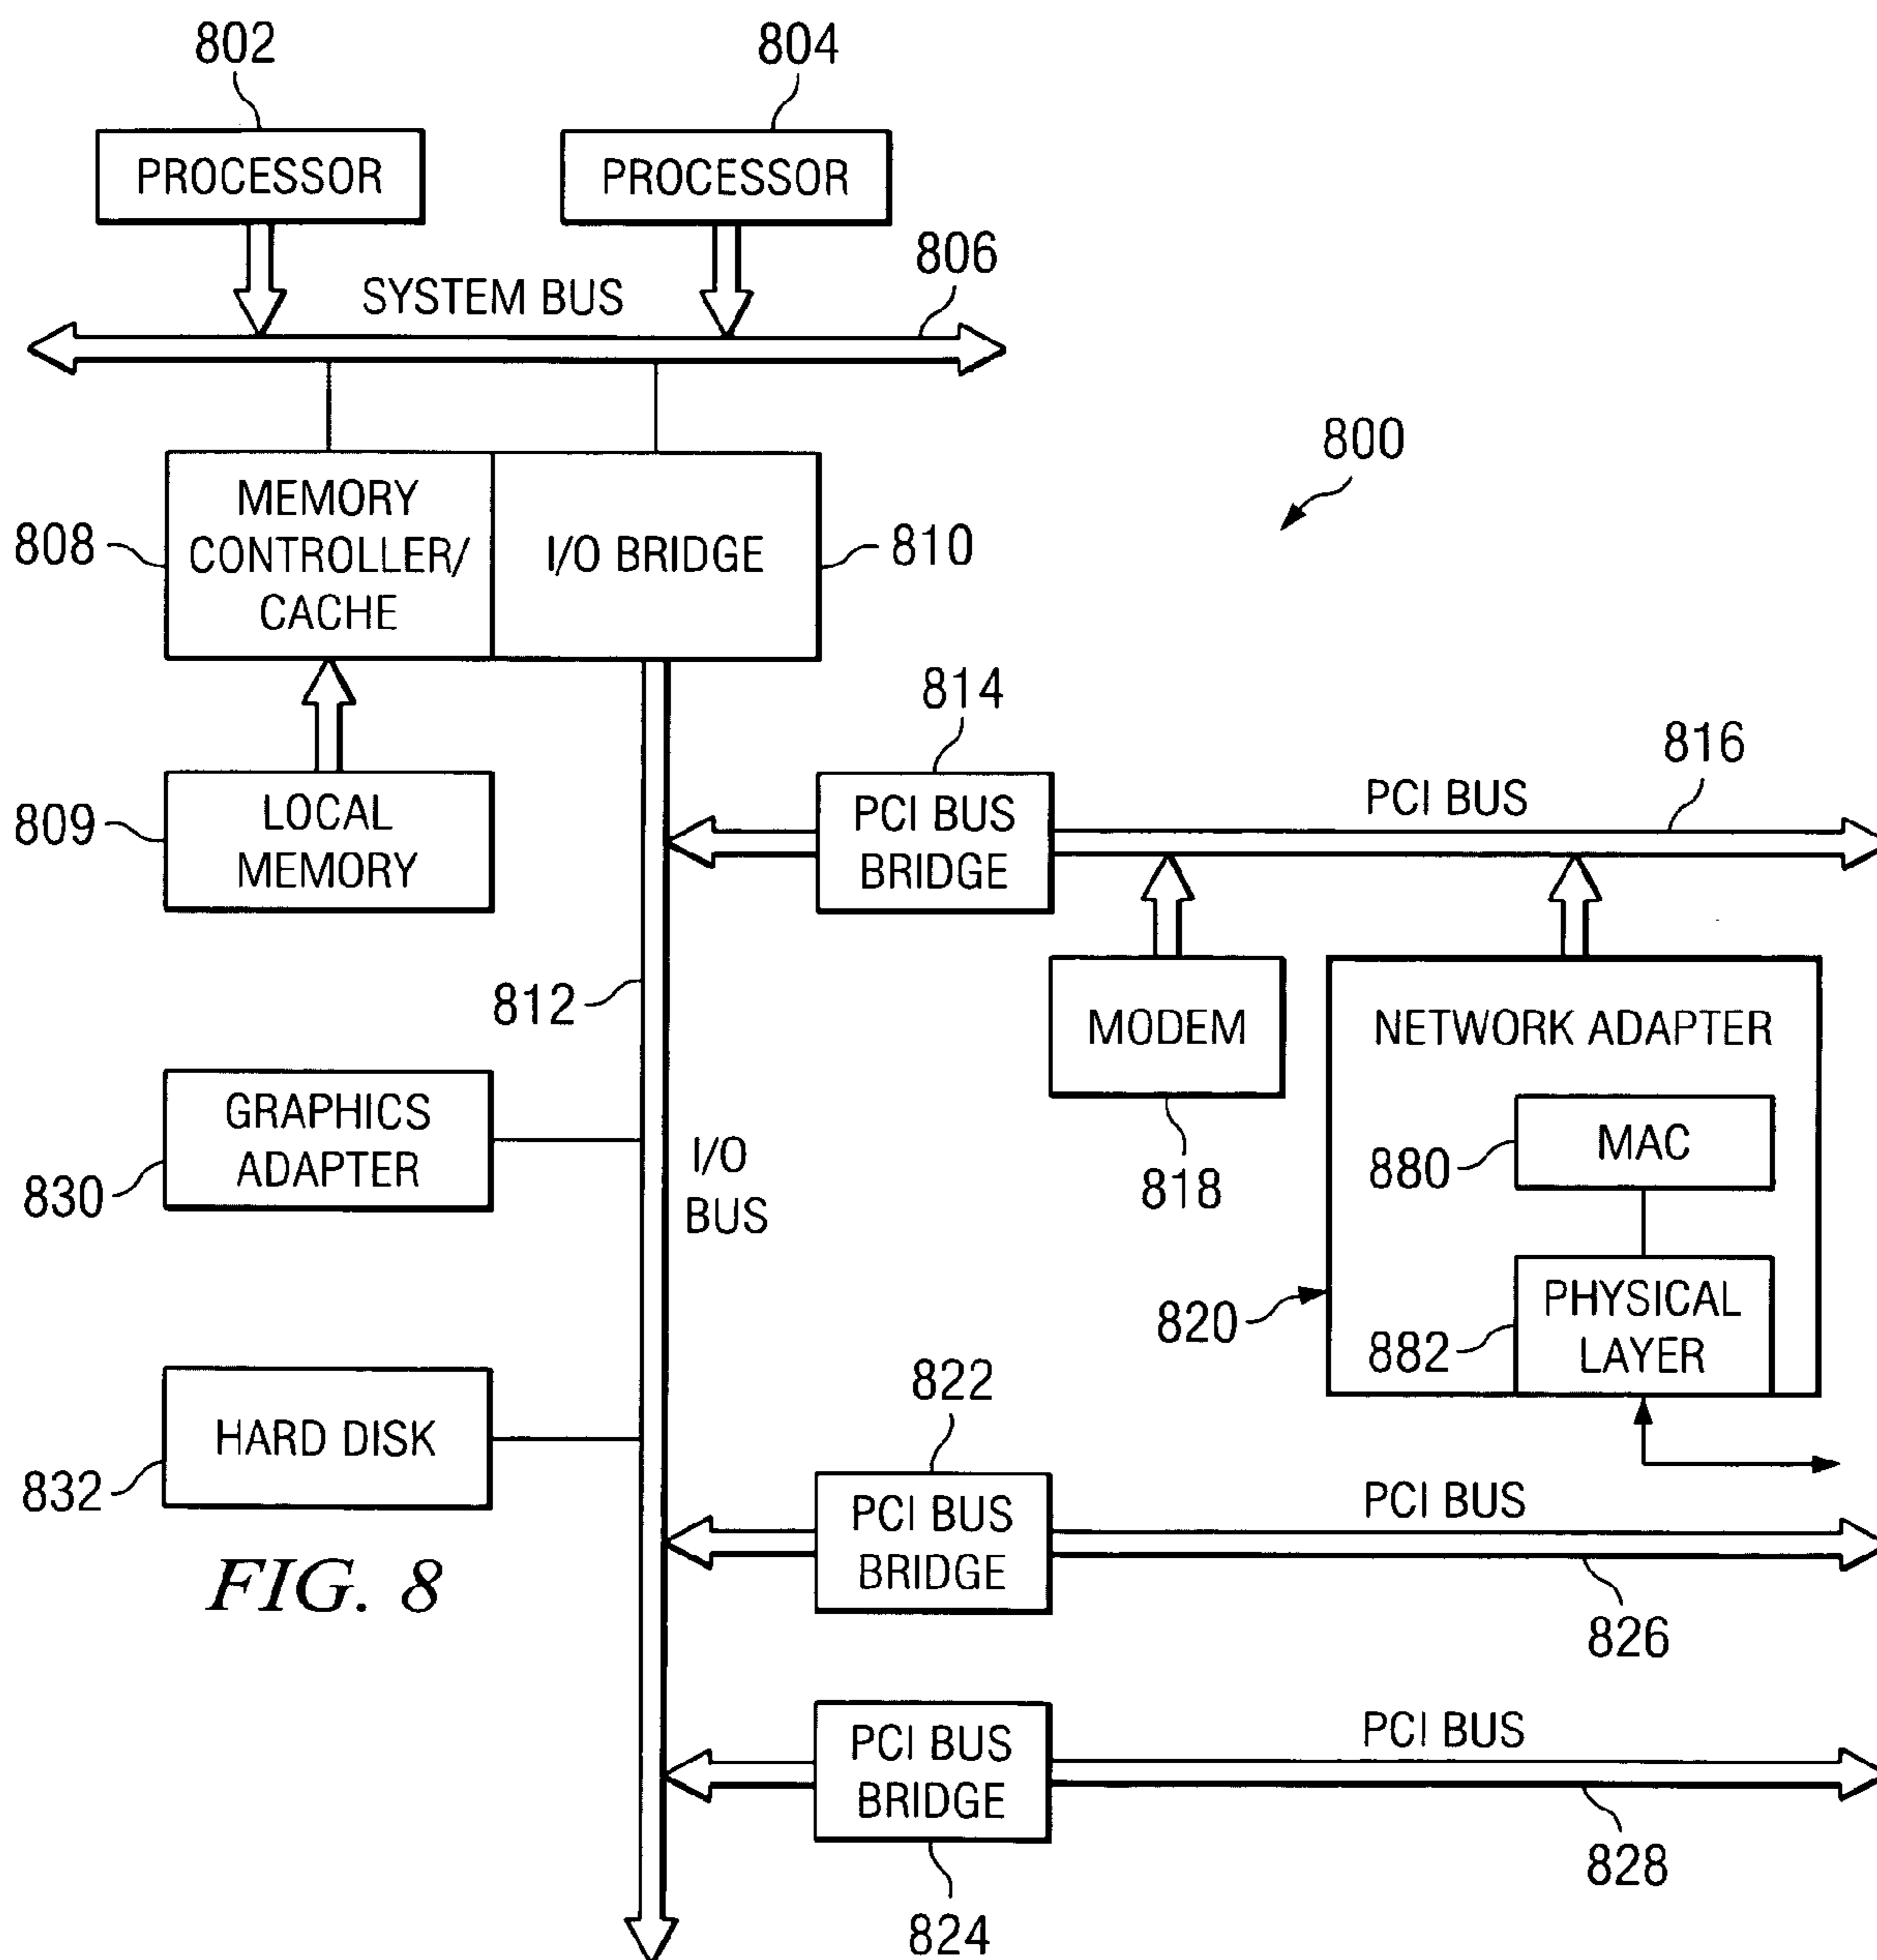 802
804
PROCESSOR
PROCESSOR
806
SYSTEM BUS
800
MEMORY
CONTROLLER/
CACHE
808
I/O BRIDGE
810
814
816
LOCAL
MEMORY
809
PCI BUS
BRIDGE
PCI BUS
812
MODEM
818
NETWORK ADAPTER
MAC
880
GRAPHICS
ADAPTER
830
I/O
BUS
PHYSICAL
LAYER
820
882
822
HARD DISK
832
PCI BUS
BRIDGE
PCI BUS
826
FIG. 8
PCI BUS
BRIDGE
PCI BUS
828
824